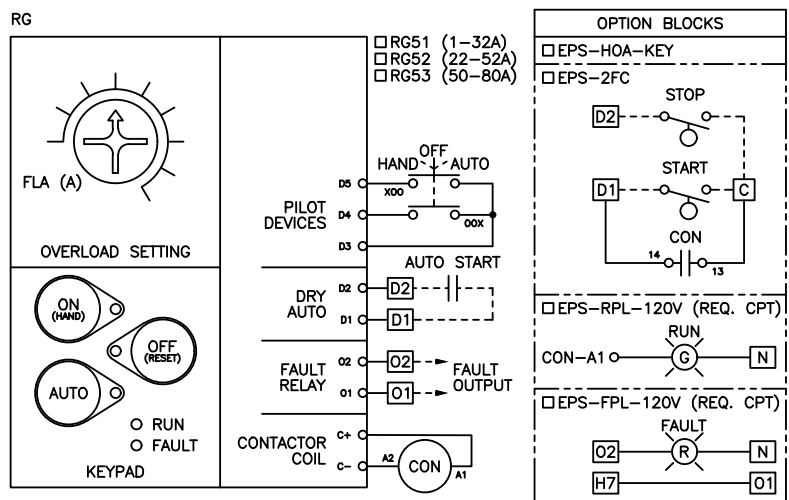 RG
FLA (A)
OVERLOAD SETTING
ON
(HAND)
OFF
(RESET)
AUTO
RUN
FAULT
KEYPAD
RG51 (1-32A)
RG52 (22-52A)
RG53 (50-80A)
OFF
HAND AUTO
PILOT
DEVICES
D5
XOO
D4
OOX
D3
AUTO START
DRY
AUTO
D2 D2
D1 D1
FAULT
RELAY
O2 O2
O1 O1
FAULT
OUTPUT
CONTACTOR
COIL
C+
C-
A2
CON
A1
OPTION BLOCKS
EPS-HOA-KEY
EPS-2FC
STOP
D2
START
D1
C
CON
14
13
EPS-RPL-120V (REQ. CPT)
RUN
CON-A1
G
N
EPS-FPL-120V (REQ. CPT)
FAULT
O2
R
N
H7
O1